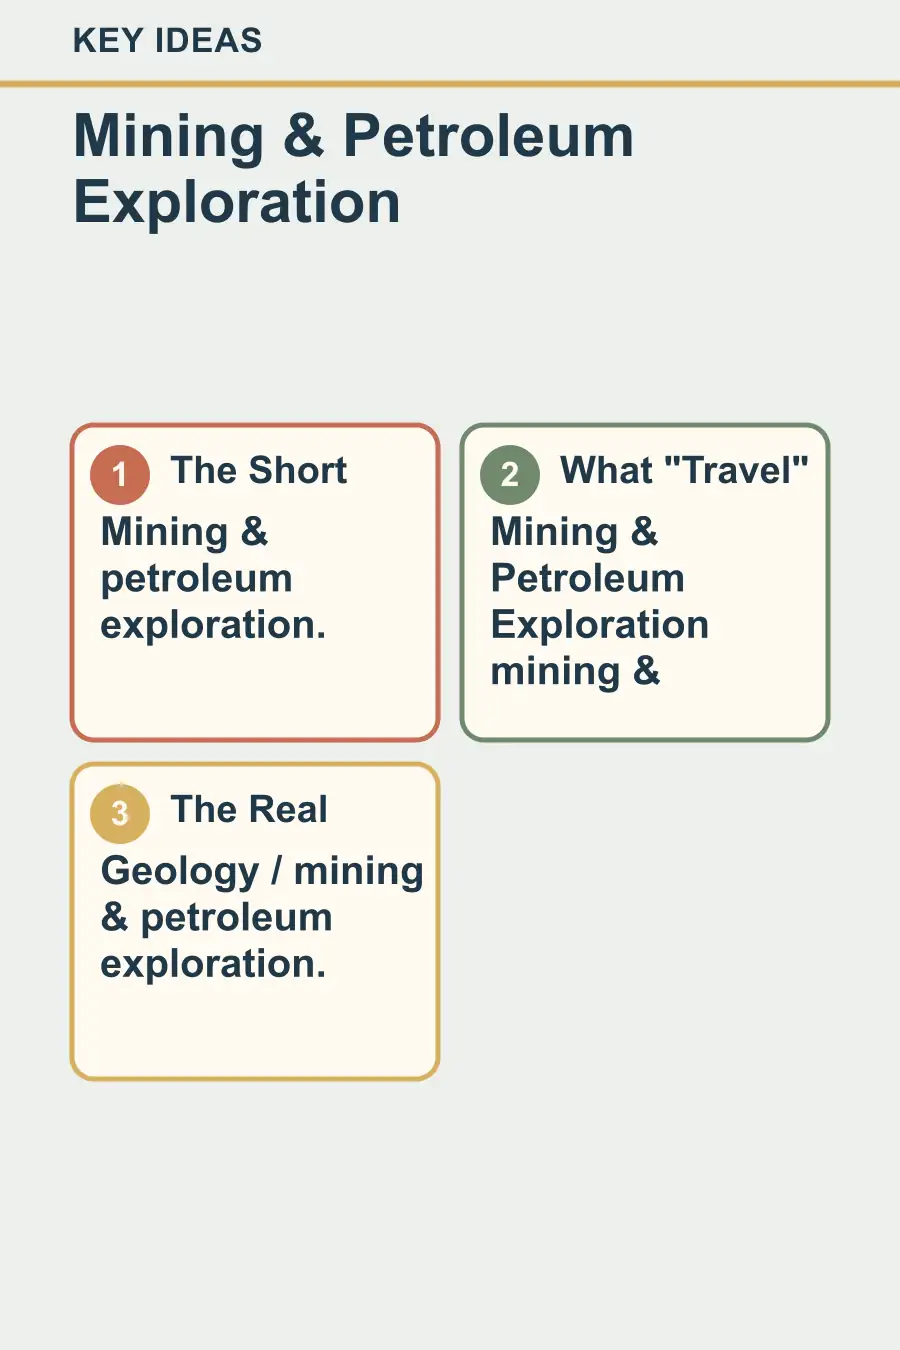 KEY IDEAS
Mining & Petroleum
Exploration
1 The Short
Mining &
petroleum
exploration.
2 What "Travel"
Mining &
Petroleum
Exploration
mining &
3 The Real
Geology / mining
& petroleum
exploration.